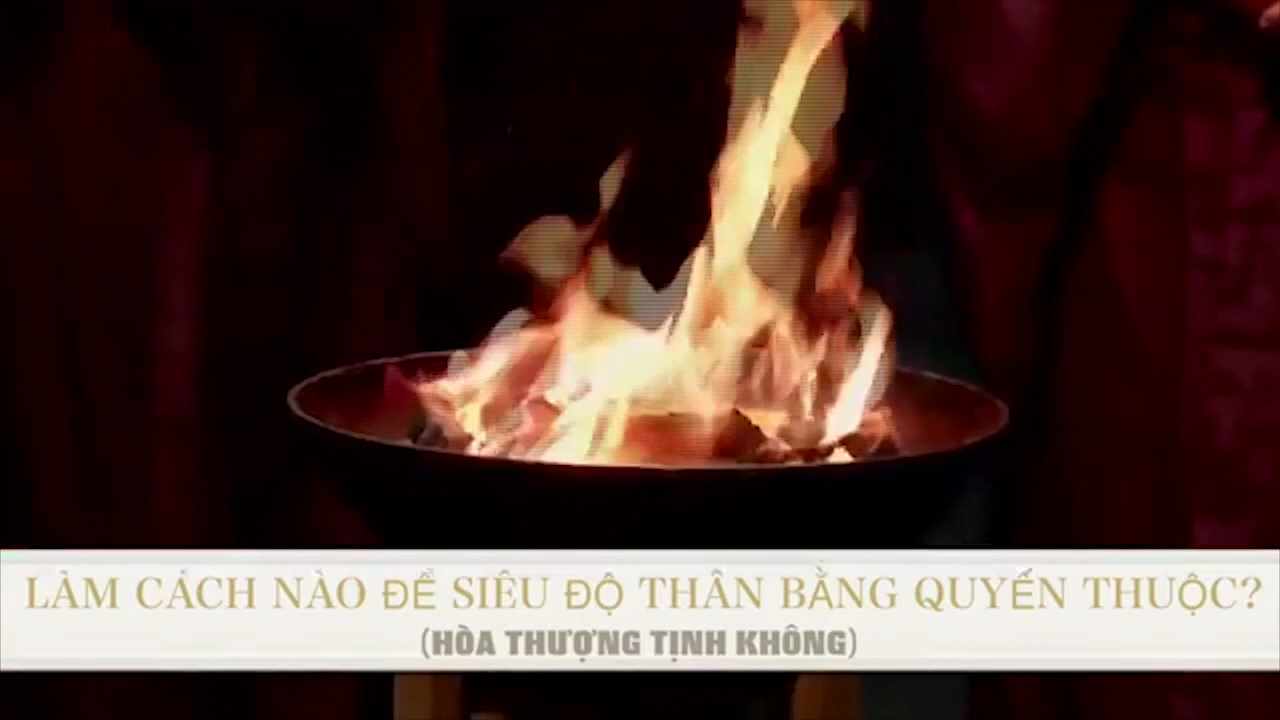 LÀM CÁCH NÀO ĐỂ SIÊU ĐỘ THÂN BẰNG QUYẾN THUỘC?
(HÒA THƯỢNG TỊNH KHÔNG)